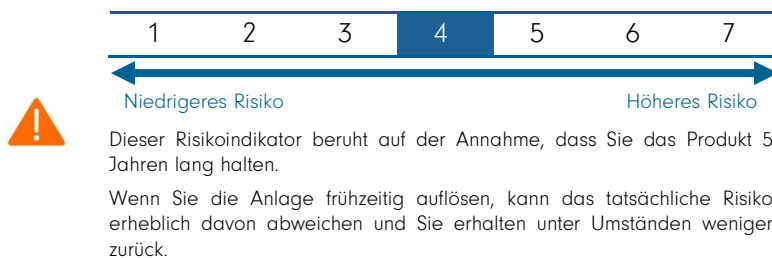 1 2 3 4 5 6 7
Niedrigeres Risiko Höheres Risiko
Dieser Risikoindikator beruht auf der Annahme, dass Sie das Produkt 5
Jahren lang halten.
Wenn Sie die Anlage frühzeitig auflösen, kann das tatsächliche Risiko
erheblich davon abweichen und Sie erhalten unter Umständen weniger
zurück.